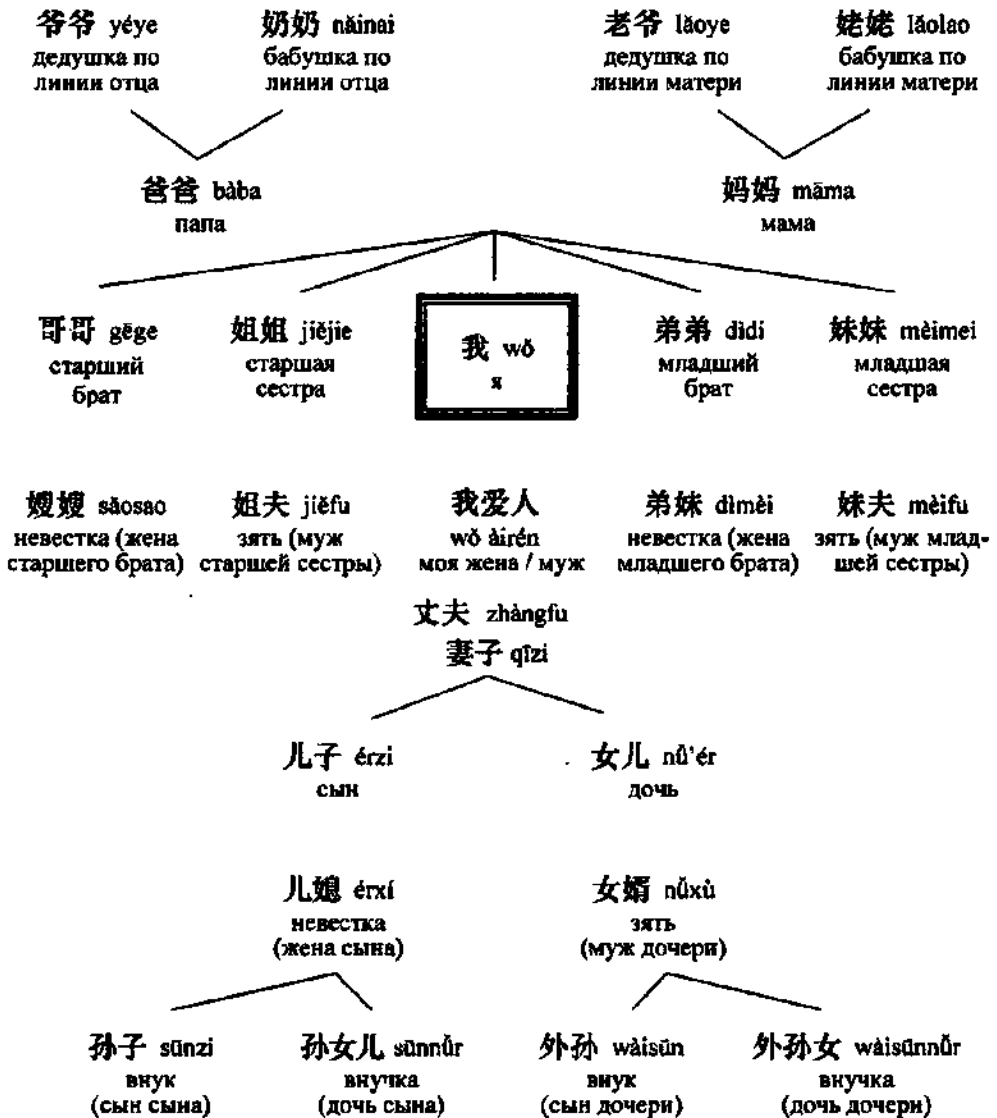 爷爷 yéye 奶奶 nǎinai 老爷 lǎoye 姥姥 lǎolao
дедушка по бабушка по дедушка по бабушка по
линии отца линии отца линии матери линии матери
爸爸 bàba 妈妈 māma
папа мама
哥哥 gēge 姐姐 jiějie 我 wǒ 弟弟 dìdi 妹妹 mèimei
старший старшая я младший младшая
брат сестра брат сестра
嫂嫂 sǎosao 姐夫 jiěfu 我爱人 弟妹 dìmèi 妹夫 mèifu
невестка (жена зять (муж wǒ àirén невестка (жена зять (муж млад-
старшего брата) старшей сестры) моя жена / муж младшего брата) шей сестры)
丈夫 zhàngfu
妻子 qīzi
儿子 érzi 女儿 nǚ'ér
сын дочь
儿媳 érxí 女婿 nǚxù
невестка зять
(жена сына) (муж дочери)
孙子 sūnzi 孙女儿 sūnnǚr 外孙 wàisūn 外孙女 wàisūnnǚr
внук внучка внук внучка
(сын сына) (дочь сына) (сын дочери) (дочь дочери)